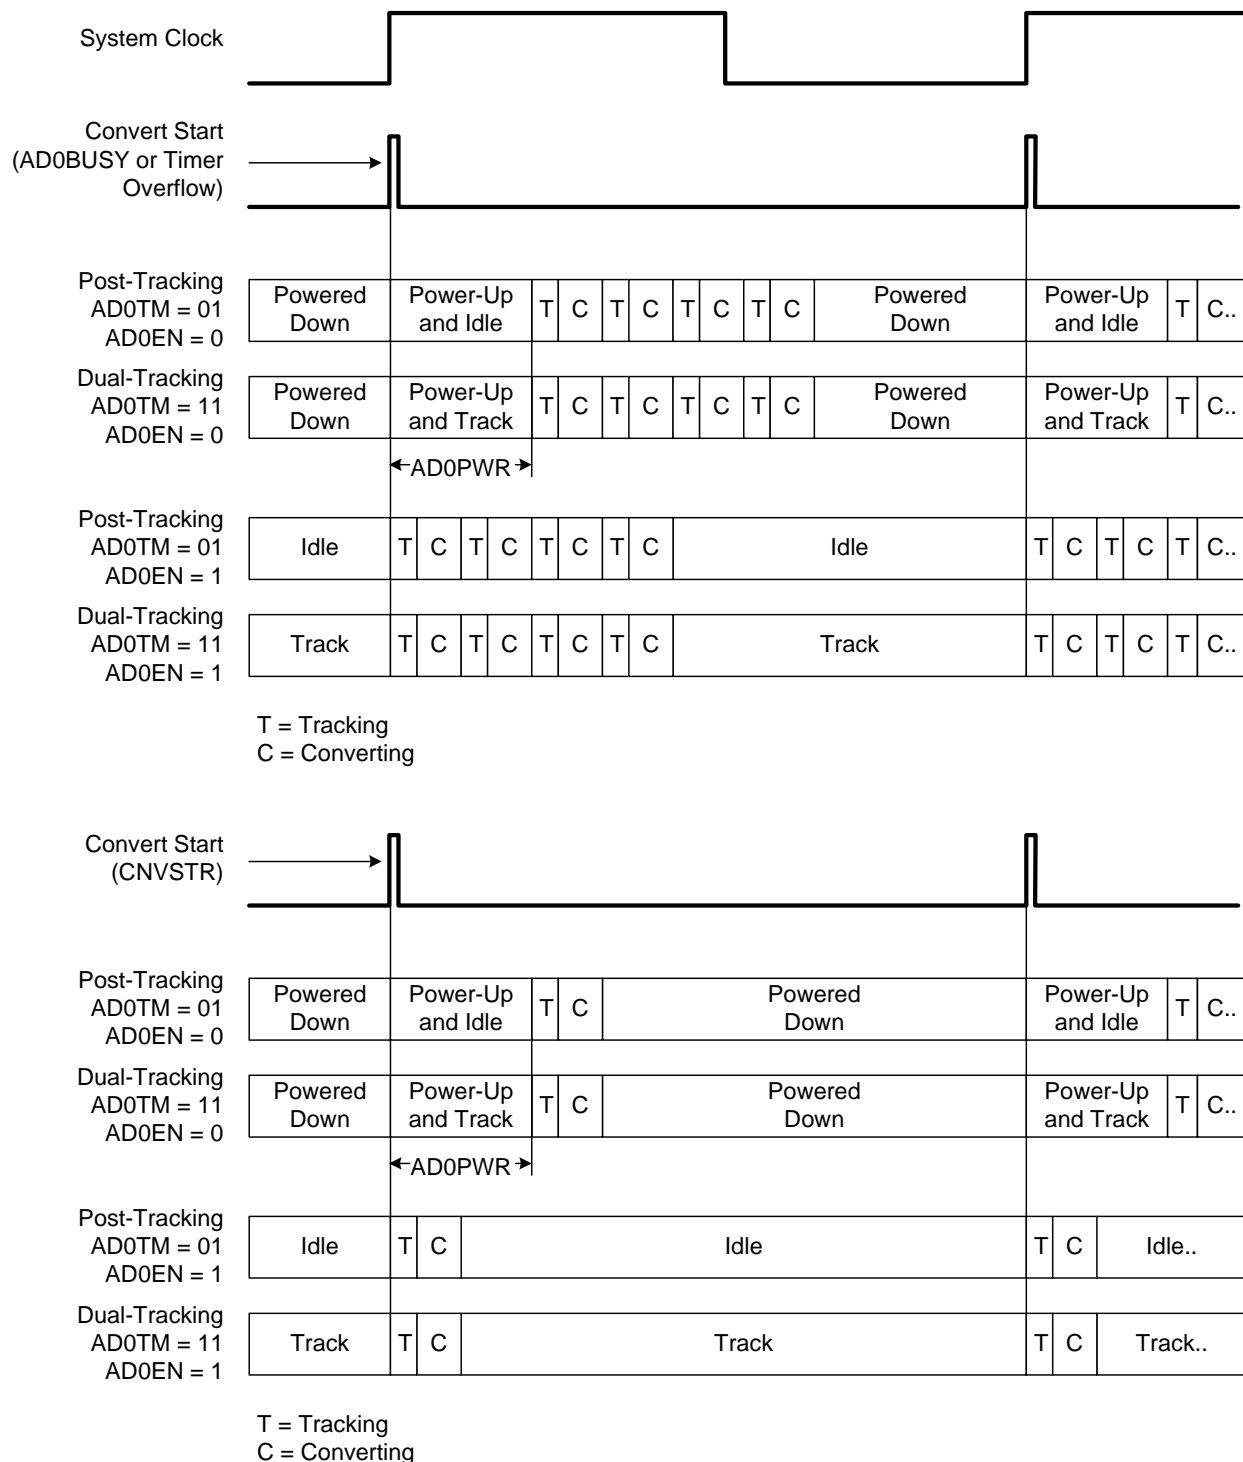 System Clock
Convert Start
(AD0BUSY or Timer
Overflow)
Post-Tracking
AD0TM = 01
AD0EN = 0
Powered
Down
Power-Up
and Idle
T C T C T C T C
Powered
Down
Power-Up
and Idle
T C..
Dual-Tracking
AD0TM = 11
AD0EN = 0
Powered
Down
Power-Up
and Track
T C T C T C T C
Powered
Down
Power-Up
and Track
T C..
AD0PWR
Post-Tracking
AD0TM = 01
AD0EN = 1
Idle T C T C T C T C Idle T C T C T C..
Dual-Tracking
AD0TM = 11
AD0EN = 1
Track T C T C T C T C Track T C T C T C..
T = Tracking
C = Converting
Convert Start
(CNVSTR)
Post-Tracking
AD0TM = 01
AD0EN = 0
Powered
Down
Power-Up
and Idle
T C
Powered
Down
Power-Up
and Idle
T C..
Dual-Tracking
AD0TM = 11
AD0EN = 0
Powered
Down
Power-Up
and Track
T C
Powered
Down
Power-Up
and Track
T C..
AD0PWR
Post-Tracking
AD0TM = 01
AD0EN = 1
Idle T C Idle T C Idle..
Dual-Tracking
AD0TM = 11
AD0EN = 1
Track T C Track T C Track..
T = Tracking
C = Converting